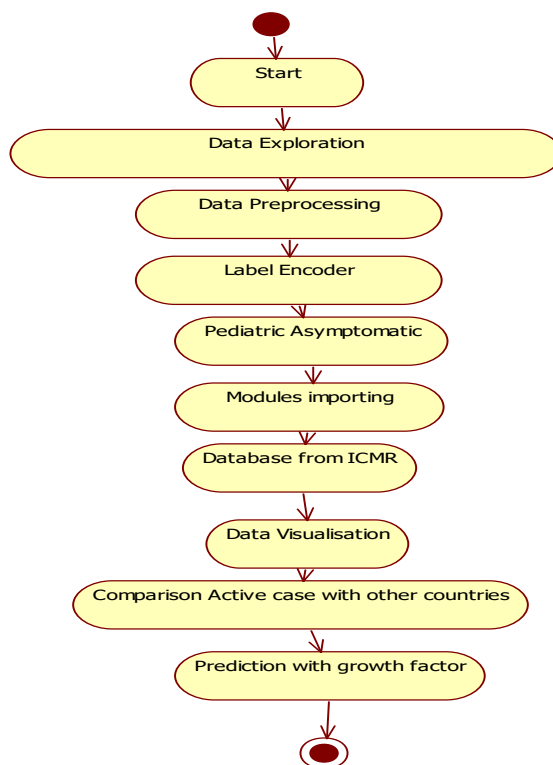 Start
Data Exploration
Data Preprocessing
Label Encoder
Pediatric Asymptomatic
Modules importing
Database from ICMR
Data Visualisation
Comparison Active case with other countries
Prediction with growth factor